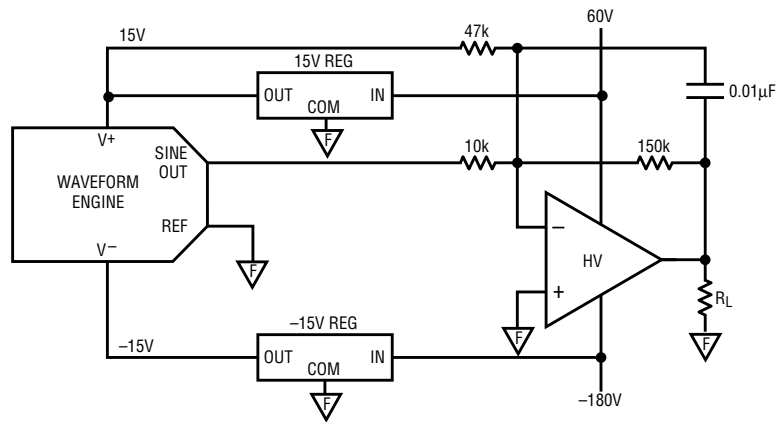 60V
15V
47k
15V REG
OUT
IN
COM
0.01µF
F
V+
SINE
OUT
10k
150k
WAVEFORM
ENGINE
REF
V–
F
–
HV
+
–15V REG
F
RL
–15V
OUT
IN
COM
F
F
–180V